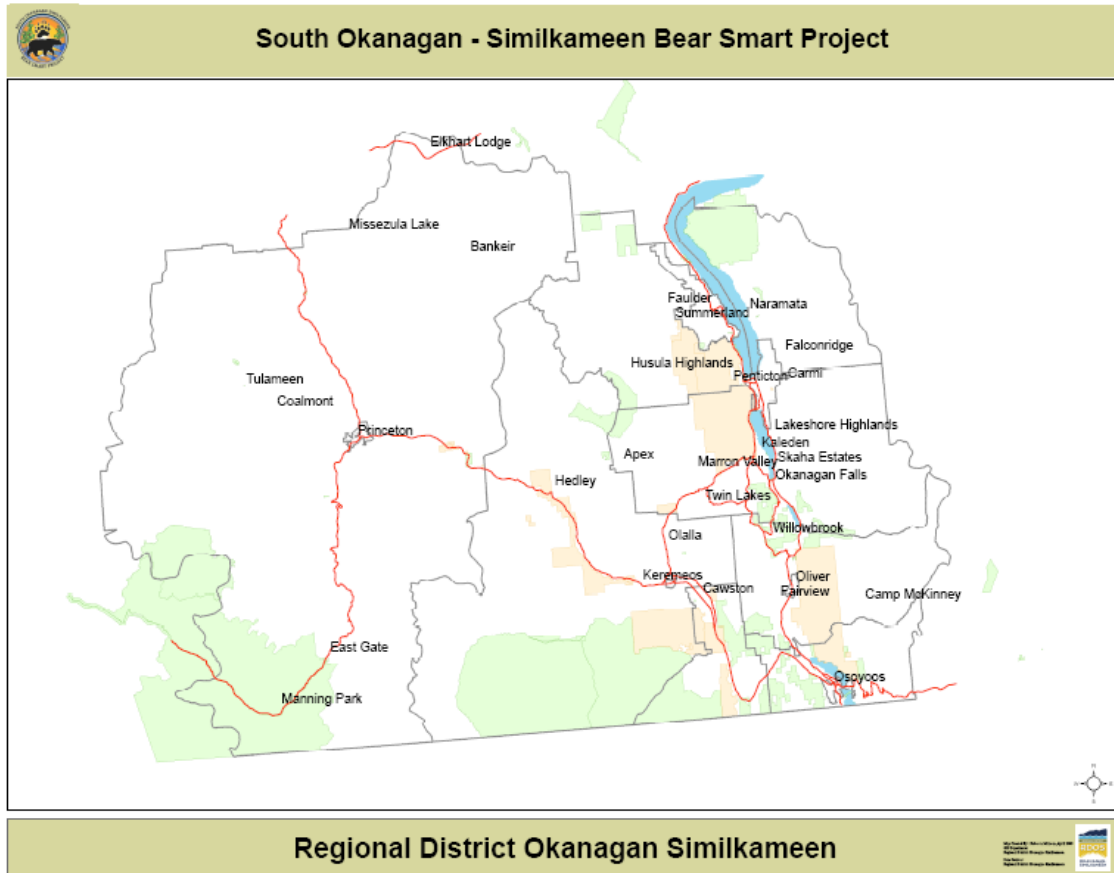 South Okanagan - Similkameen Bear Smart Project
Elkhart Lodge
Missezula Lake
Bankeir
Faulder
Naramata
Summerland
Falconridge
Husula Highlands
Penticton
Carmi
Tulameen
Coalmont
Princeton
Lakeshore Highlands
Kaleden
Apex
Marron Valley
Skaha Estates
Hedley
Okanagan Falls
Twin Lakes
Willowbrook
Olalla
Keremeos
Oliver
Cawston
Fairview
Camp McKinney
East Gate
Osoyoos
Manning Park
N
W
E
S
Regional District Okanagan Similkameen
RDOS